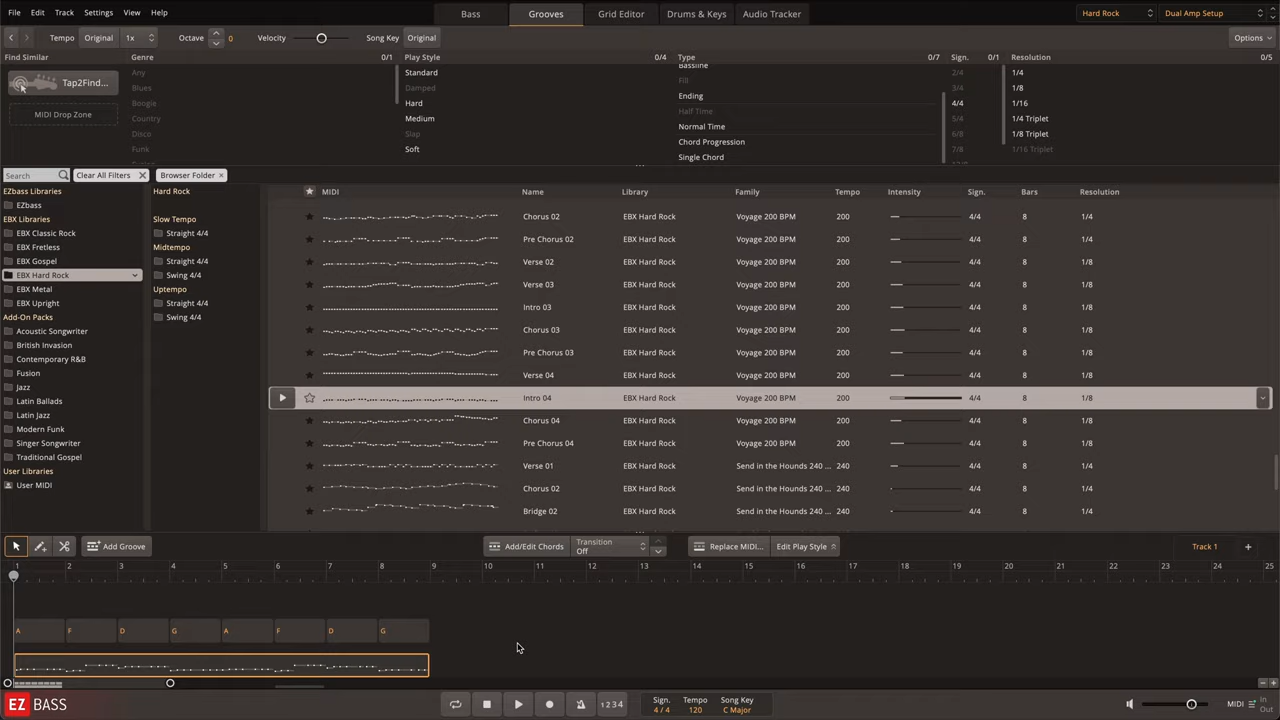 File Edit Track Settings View Help
Bass Grooves Grid Editor Drums & Keys Audio Tracker
Hard Rock Dual Amp Setup
Tempo Original 1x Octave 0 Velocity Song Key Original Options
Find Similar Genre 0/1 Play Style 0/4 Type 0/7 Sign. 0/1 Resolution 0/5
Tap2Find...
MIDI Drop Zone
Any
Blues
Boogie
Country
Disco
Funk
Standard
Damped
Hard
Medium
Slap
Soft
Bassline
Fill
Ending
Half Time
Normal Time
Chord Progression
Single Chord
2/4
3/4
4/4
5/4
6/8
7/8
1/4
1/8
1/16
1/4 Triplet
1/8 Triplet
1/16 Triplet
Search Clear All Filters Browser Folder
EZbass Libraries
EZbass
EBX Libraries
EBX Classic Rock
EBX Fretless
EBX Gospel
EBX Hard Rock
EBX Metal
EBX Upright
Add-On Packs
Acoustic Songwriter
British Invasion
Contemporary R&B
Fusion
Jazz
Latin Ballads
Latin Jazz
Modern Funk
Singer Songwriter
Traditional Gospel
User Libraries
User MIDI
Hard Rock
Slow Tempo
Straight 4/4
Midtempo
Straight 4/4
Swing 4/4
Uptempo
Straight 4/4
Swing 4/4
MIDI Name Library Family Tempo Intensity Sign. Bars Resolution
Chorus 02 EBX Hard Rock Voyage 200 BPM 200 4/4 8 1/4
Pre Chorus 02 EBX Hard Rock Voyage 200 BPM 200 4/4 8 1/4
Verse 02 EBX Hard Rock Voyage 200 BPM 200 4/4 8 1/4
Verse 03 EBX Hard Rock Voyage 200 BPM 200 4/4 8 1/8
Intro 03 EBX Hard Rock Voyage 200 BPM 200 4/4 8 1/8
Chorus 03 EBX Hard Rock Voyage 200 BPM 200 4/4 8 1/8
Pre Chorus 03 EBX Hard Rock Voyage 200 BPM 200 4/4 8 1/8
Verse 04 EBX Hard Rock Voyage 200 BPM 200 4/4 8 1/8
Intro 04 EBX Hard Rock Voyage 200 BPM 200 4/4 8 1/8
Chorus 04 EBX Hard Rock Voyage 200 BPM 200 4/4 8 1/8
Pre Chorus 04 EBX Hard Rock Voyage 200 BPM 200 4/4 8 1/8
Verse 01 EBX Hard Rock Send in the Hounds 240 ... 240 4/4 8 1/4
Chorus 02 EBX Hard Rock Send in the Hounds 240 ... 240 4/4 8 1/4
Bridge 02 EBX Hard Rock Send in the Hounds 240 ... 240 4/4 8 1/4
Add Groove Add/Edit Chords Transition Off Replace MIDI... Edit Play Style Track 1
1 2 3 4 5 6 7 8 9 10 11 12 13 14 15 16 17 18 19 20 21 22 23 24 25
A F D G A F D G
EZ BASS
1 2 3 4
Sign. Tempo Song Key
4 / 4 120 C Major
MIDI In Out